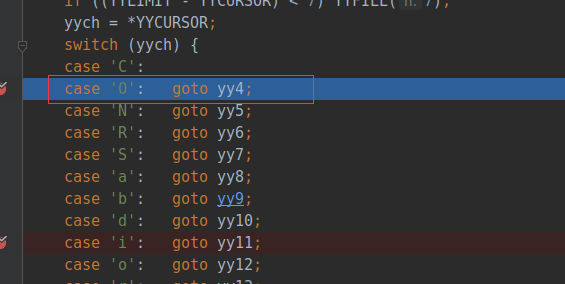 if ((YYLIMIT - YYCURSOR) < 7) YYFILL( n: 7);
yych = *YYCURSOR;
switch (yych) {
case 'C':
case 'O':   goto yy4;
case 'N':   goto yy5;
case 'R':   goto yy6;
case 'S':   goto yy7;
case 'a':   goto yy8;
case 'b':   goto yy9;
case 'd':   goto yy10;
case 'i':   goto yy11;
case 'o':   goto yy12;